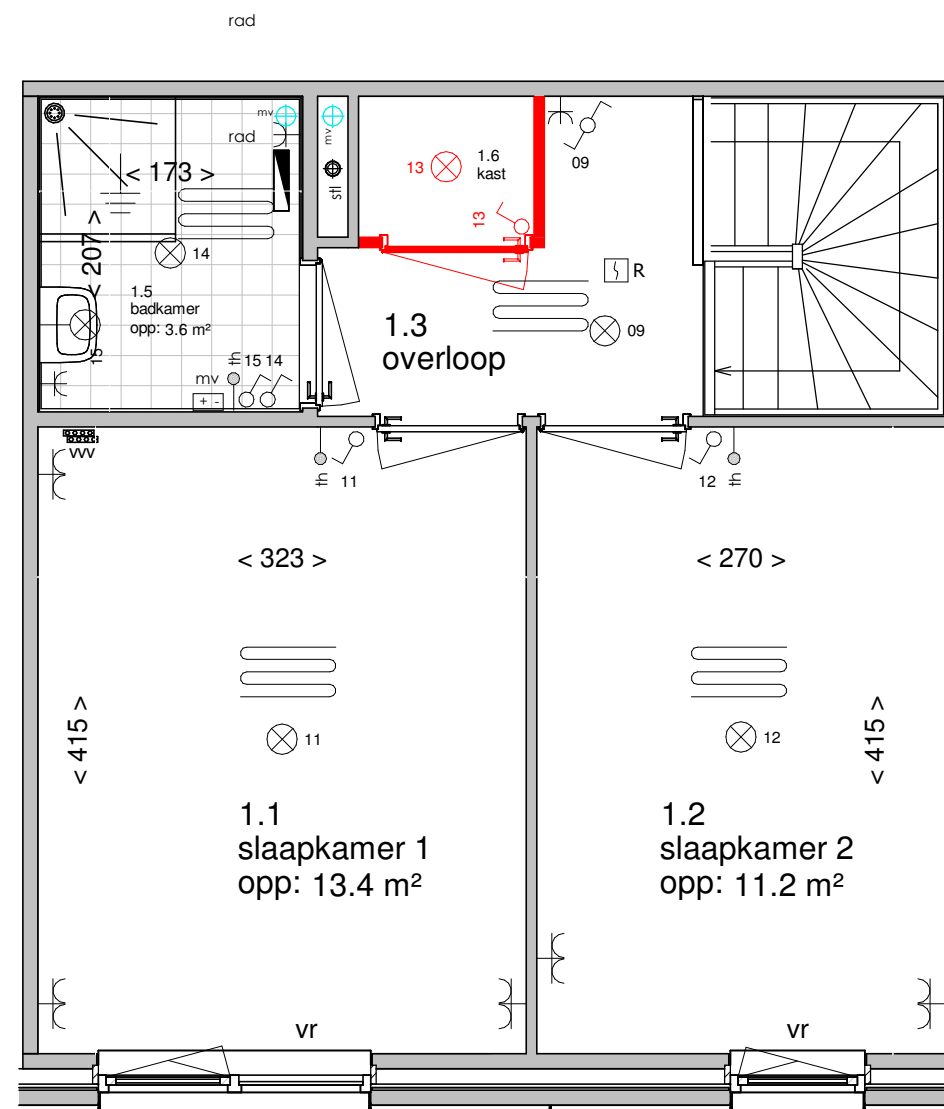 rad
mv
mv
rad
stl
< 173 >
< 207 >
14
1.5
badkamer
opp: 3.6 m²
15
th
15 14
mv
+ -
13
1.6
kast
13
09
R
09
1.3
overloop
th
11
12
th
< 323 >
< 270 >
< 415 >
< 415 >
11
12
1.1
slaapkamer 1
opp: 13.4 m²
1.2
slaapkamer 2
opp: 11.2 m²
vr
vr